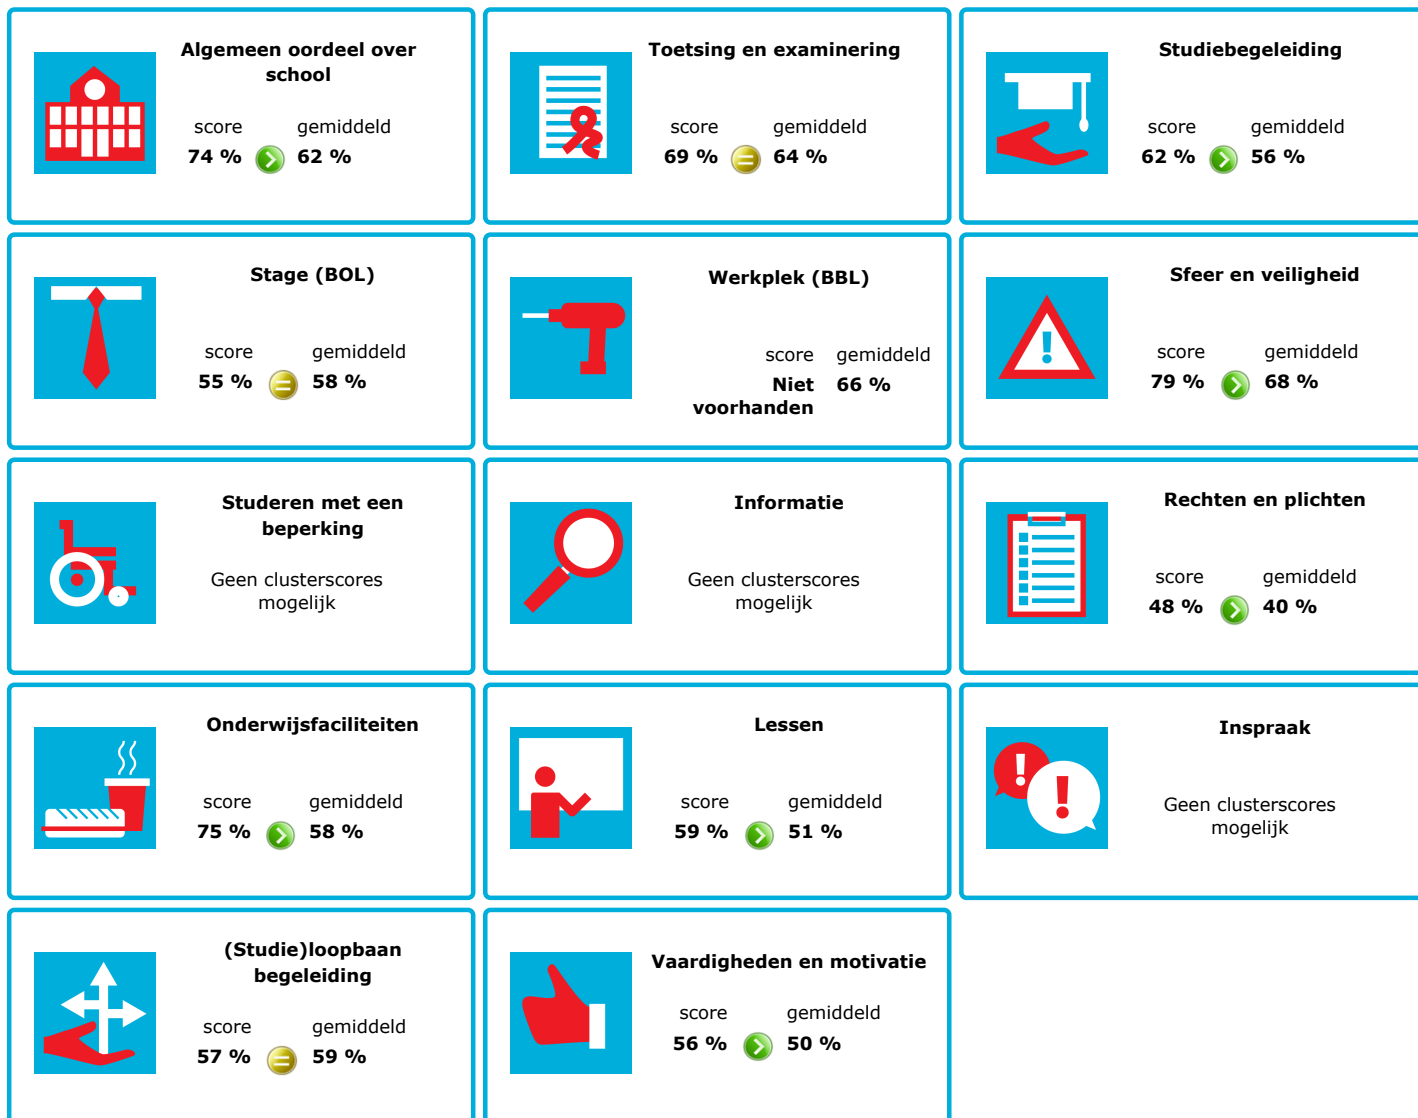 Algemeen oordeel over
school
score gemiddeld
74 % 62 %
Toetsing en examinering
score gemiddeld
69 % = 64 %
Studiebegeleiding
score gemiddeld
62 % 56 %
Stage (BOL)
score gemiddeld
55 % = 58 %
Werkplek (BBL)
score gemiddeld
Niet 66 %
voorhanden
Sfeer en veiligheid
score gemiddeld
79 % 68 %
Studeren met een
beperking
Geen clusterscores
mogelijk
Informatie
Geen clusterscores
mogelijk
Rechten en plichten
score gemiddeld
48 % 40 %
Onderwijsfaciliteiten
score gemiddeld
75 % 58 %
Lessen
score gemiddeld
59 % 51 %
Inspraak
Geen clusterscores
mogelijk
(Studie)loopbaan
begeleiding
score gemiddeld
57 % = 59 %
Vaardigheden en motivatie
score gemiddeld
56 % 50 %